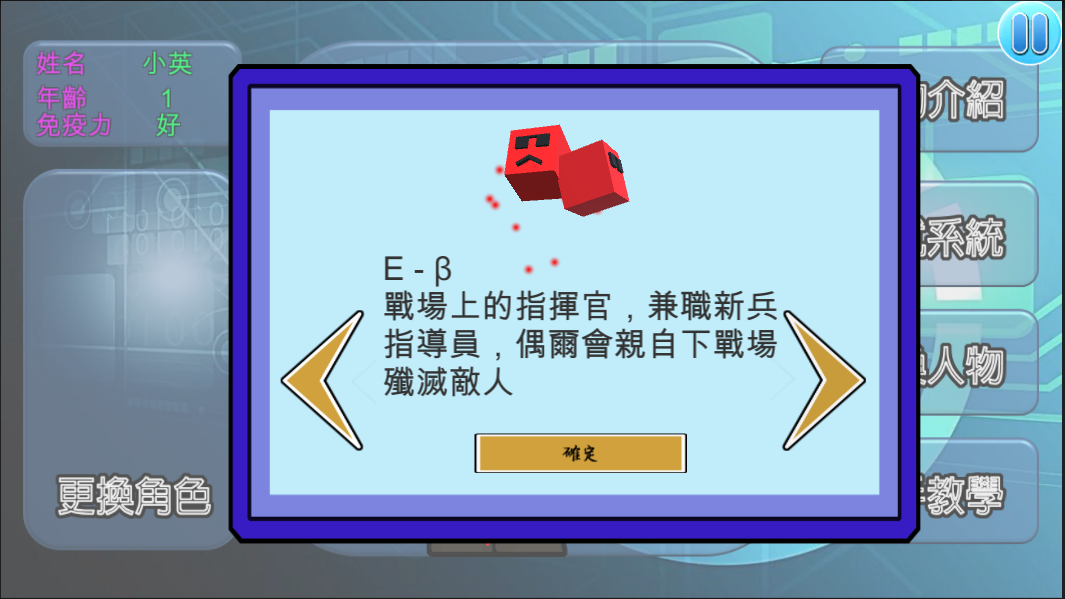 姓名 小英
年齡 1
免疫力 好
介紹
系統
E - β
戰場上的指揮官，兼職新兵
指導員，偶爾會親自下戰場
殲滅敵人
人物
確定
更換角色
教學